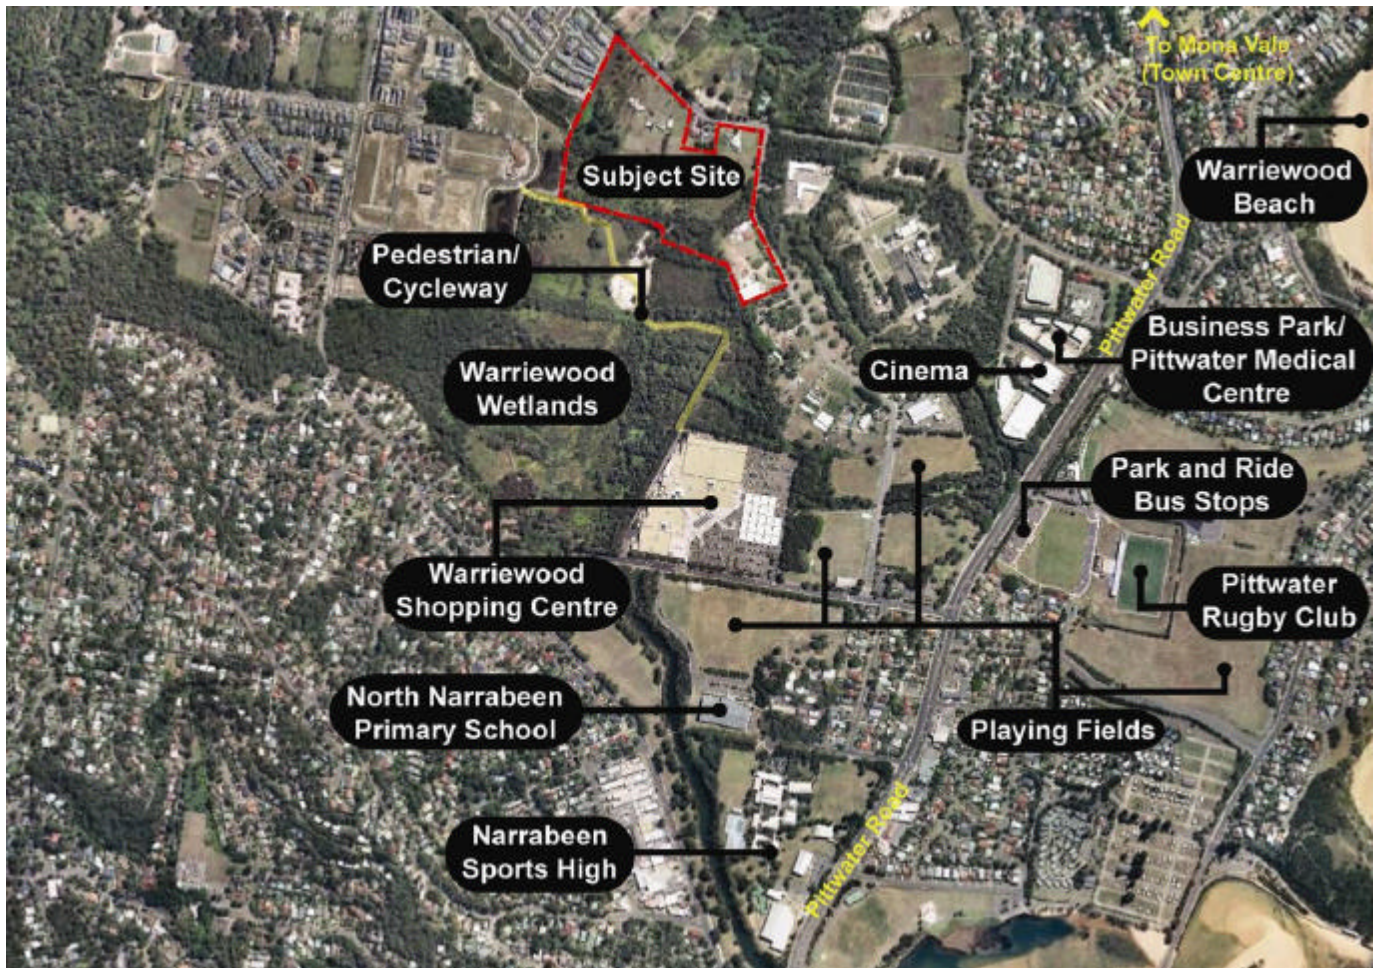 To Mona Vale
(Town Centre)
Warriewood
Beach
Subject Site
Pedestrian/
Cycleway
Pittwater Road
Business Park/
Pittwater Medical
Centre
Cinema
Warriewood
Wetlands
Park and Ride
Bus Stops
Warriewood
Shopping Centre
Pittwater
Rugby Club
North Narrabeen
Primary School
Playing Fields
Narrabeen
Sports High
Pittwater Road